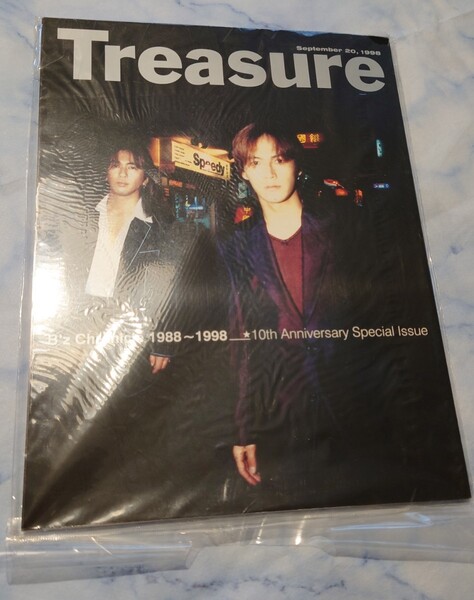 September 20, 1998
Treasure
Speedy
B'z Chronicle 1988~1998 ★10th Anniversary Special Issue